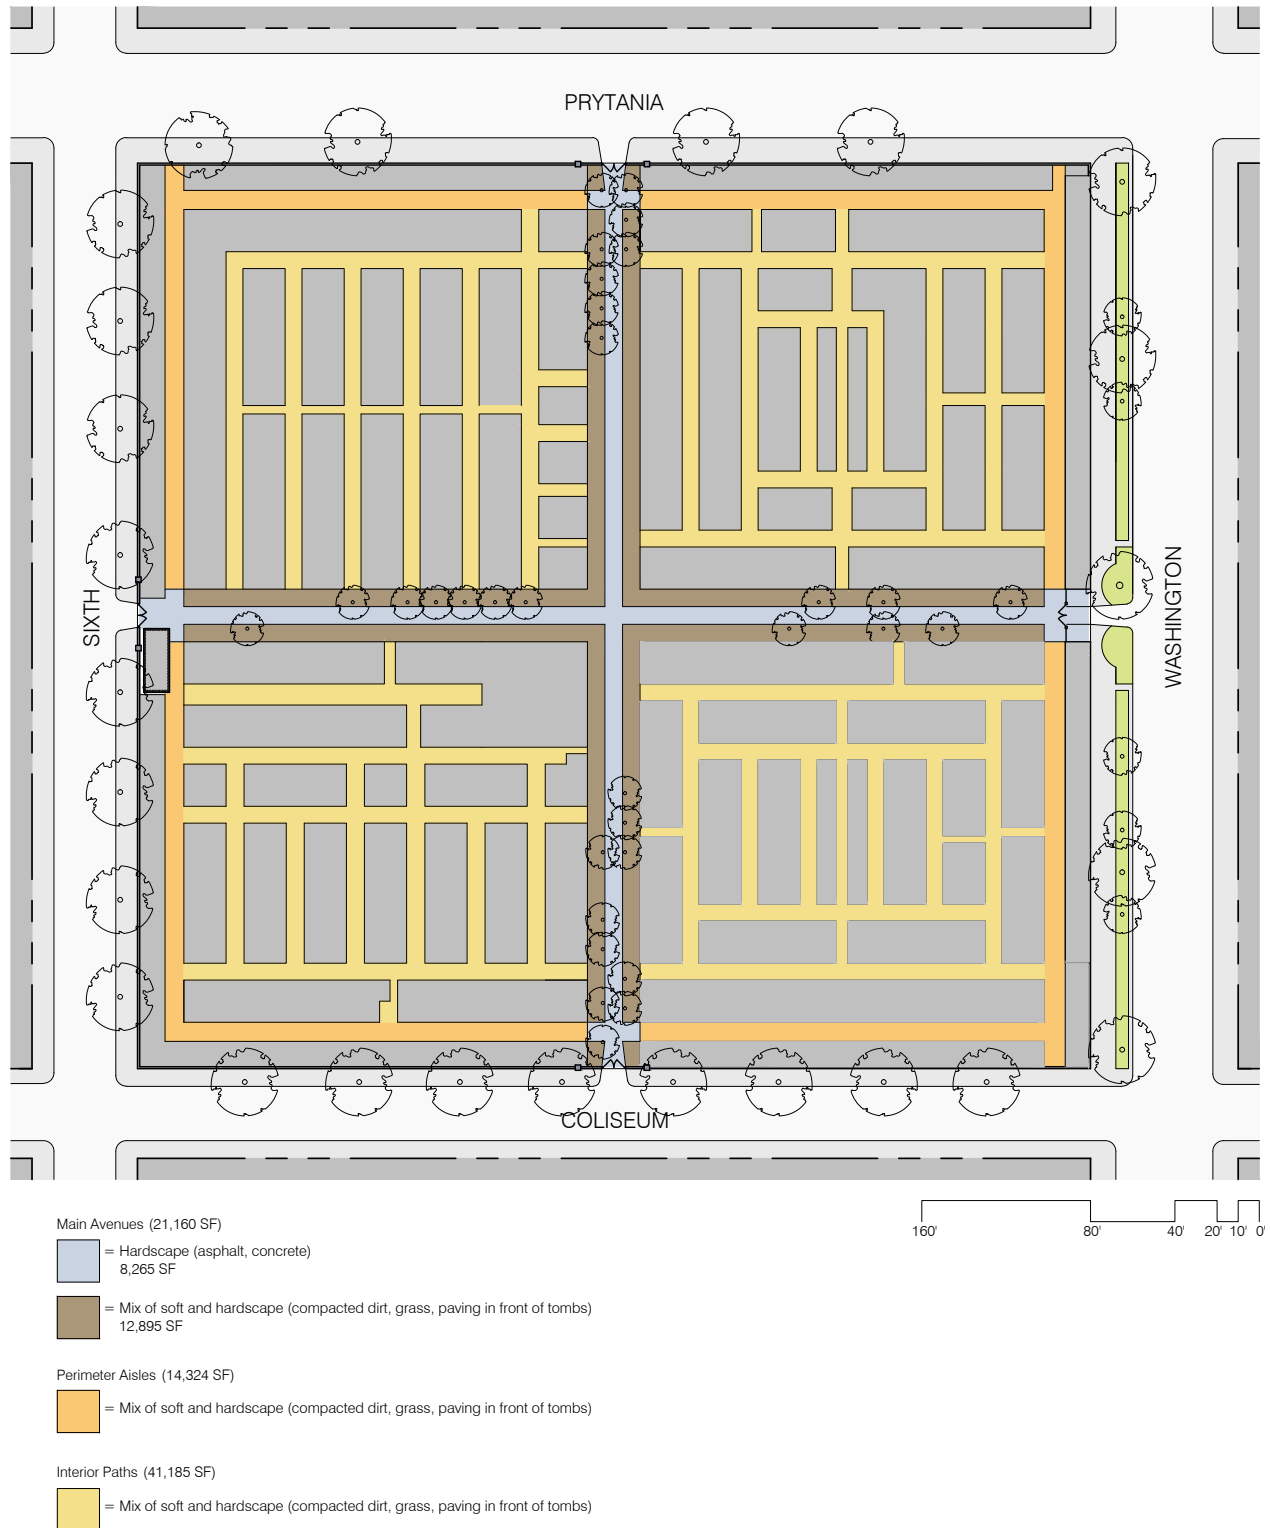 PRYTANIA
SIXTH
WASHINGTON
COLISEUM
160' 80' 40' 20' 10' 0'
Main Avenues (21,160 SF)
= Hardscape (asphalt, concrete)
8,265 SF
= Mix of soft and hardscape (compacted dirt, grass, paving in front of tombs)
12,895 SF
Perimeter Aisles (14,324 SF)
= Mix of soft and hardscape (compacted dirt, grass, paving in front of tombs)
Interior Paths (41,185 SF)
= Mix of soft and hardscape (compacted dirt, grass, paving in front of tombs)